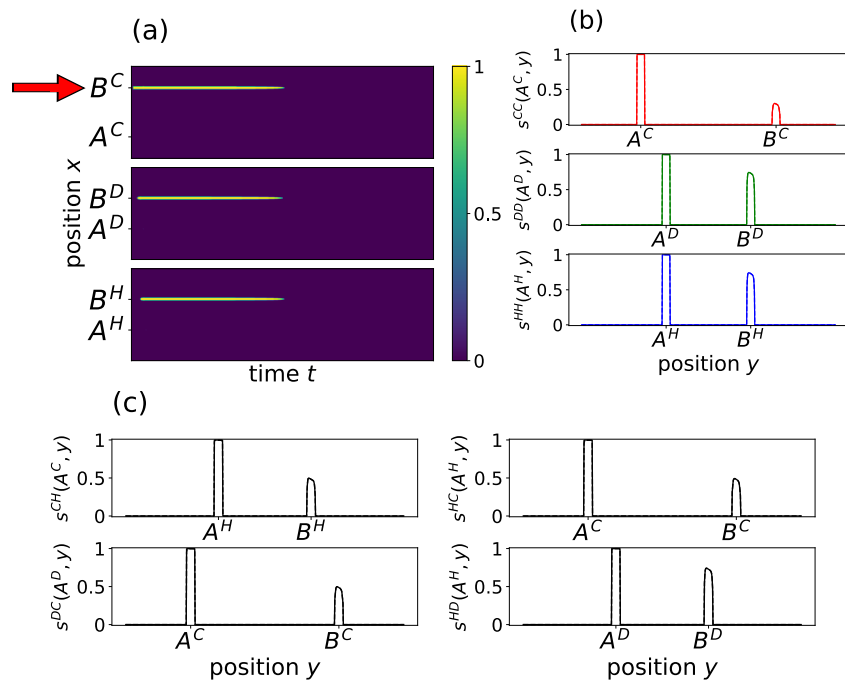 (a)
position x
B^C
A^C
B^D
A^D
B^H
A^H
time t
1
0.5
0
(b)
s^{CC}(A^C, y)
1
0.5
0
A^C B^C
s^{DD}(A^D, y)
1
0.5
0
A^D B^D
s^{HH}(A^H, y)
1
0.5
0
A^H B^H
position y
(c)
s^{CH}(A^C, y)
1
0.5
0
A^H B^H
s^{DC}(A^D, y)
1
0.5
0
A^C B^C
position y
s^{HC}(A^H, y)
1
0.5
0
A^C B^C
s^{HD}(A^H, y)
1
0.5
0
A^D B^D
position y